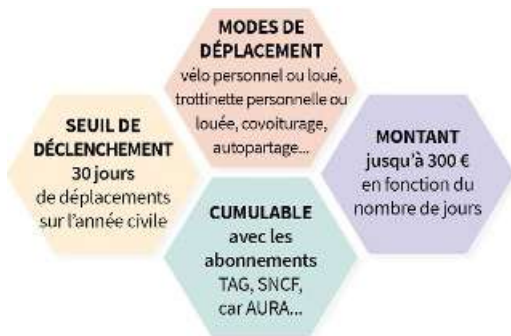 MODES DE
DÉPLACEMENT
vélo personnel ou loué,
trottinette personnelle ou
louée, covoiturage,
autopartage...
SEUIL DE
DÉCLENCHEMENT
30 jours
de déplacements
sur l'année civile
MONTANT
jusqu'à 300 €
en fonction du
nombre de jours
CUMULABLE
avec les
abonnements
TAG, SNCF,
car AURA...